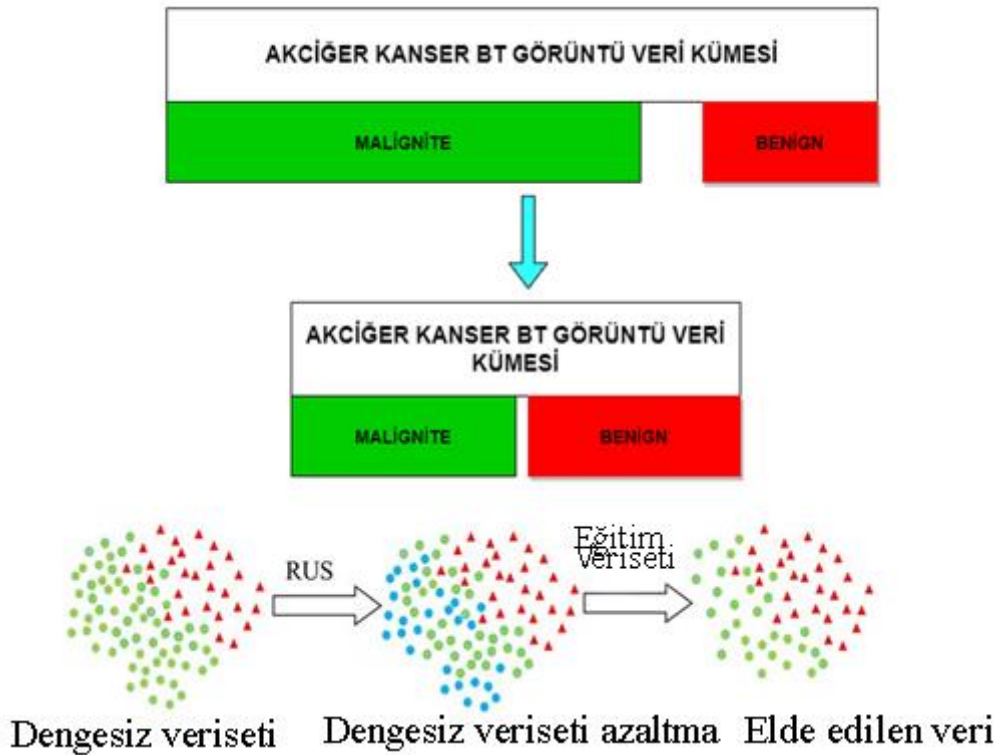 AKCİĞER KANSER BT GÖRÜNTÜ VERİ KÜMESİ
MALİGNİTE
BENİGN
AKCİĞER KANSER BT GÖRÜNTÜ VERİ
KÜMESİ
MALİGNİTE
BENİGN
RUS
Eğitim
Veriseti
Dengesiz veriseti
Dengesiz veriseti azaltma
Elde edilen veri